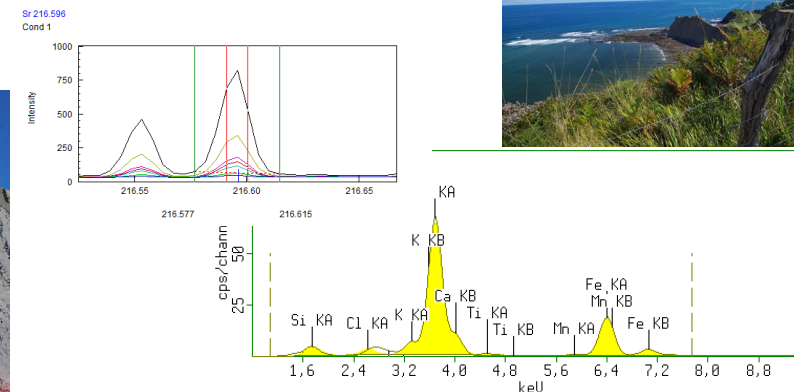 Sr 216.596
Cond 1
1000
750
500
250
0
Intensity
216.55
216.60
216.65
216.577
216.615
cps/chann
50
25
Si KA
Cl KA
K KA
K KB
KA
Ca KB
Ti KA
Ti KB
Mn KA
Fe KA
Mn KB
Fe KB
1,6
2,4
3,2
4,0
4,8
5,6
6,4
7,2
8,0
8,8
keU